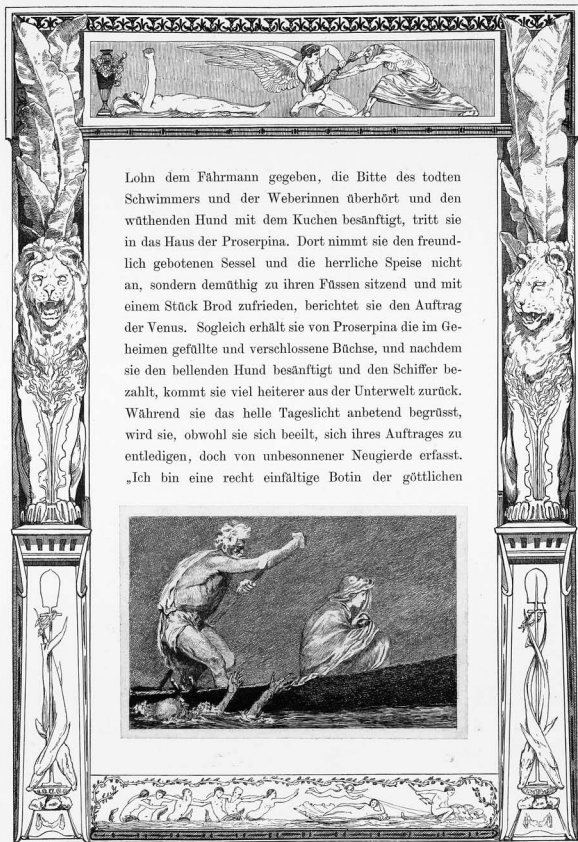 Lohn dem Fährmann gegeben, die Bitte des todten
Schwimmers und der Weberinnen überhört und den
wüthenden Hund mit dem Kuchen besänftigt, tritt sie
in das Haus der Proserpina. Dort nimmt sie den freund-
lich gebotenen Sessel und die herrliche Speise nicht
an, sondern demüthig zu ihren Füssen sitzend und mit
einem Stück Brod zufrieden, berichtet sie den Auftrag
der Venus. Sogleich erhält sie von Proserpina die im Ge-
heimen gefüllte und verschlossene Büchse, und nachdem
sie den bellenden Hund besänftigt und den Schiffer be-
zahlt, kommt sie viel heiterer aus der Unterwelt zurück.
Während sie das helle Tageslicht anbetend begrüsst,
wird sie, obwohl sie sich beeilt, sich ihres Auftrages zu
entledigen, doch von unbesonnener Neugierde erfasst.
„Ich bin eine recht einfältige Botin der göttlichen